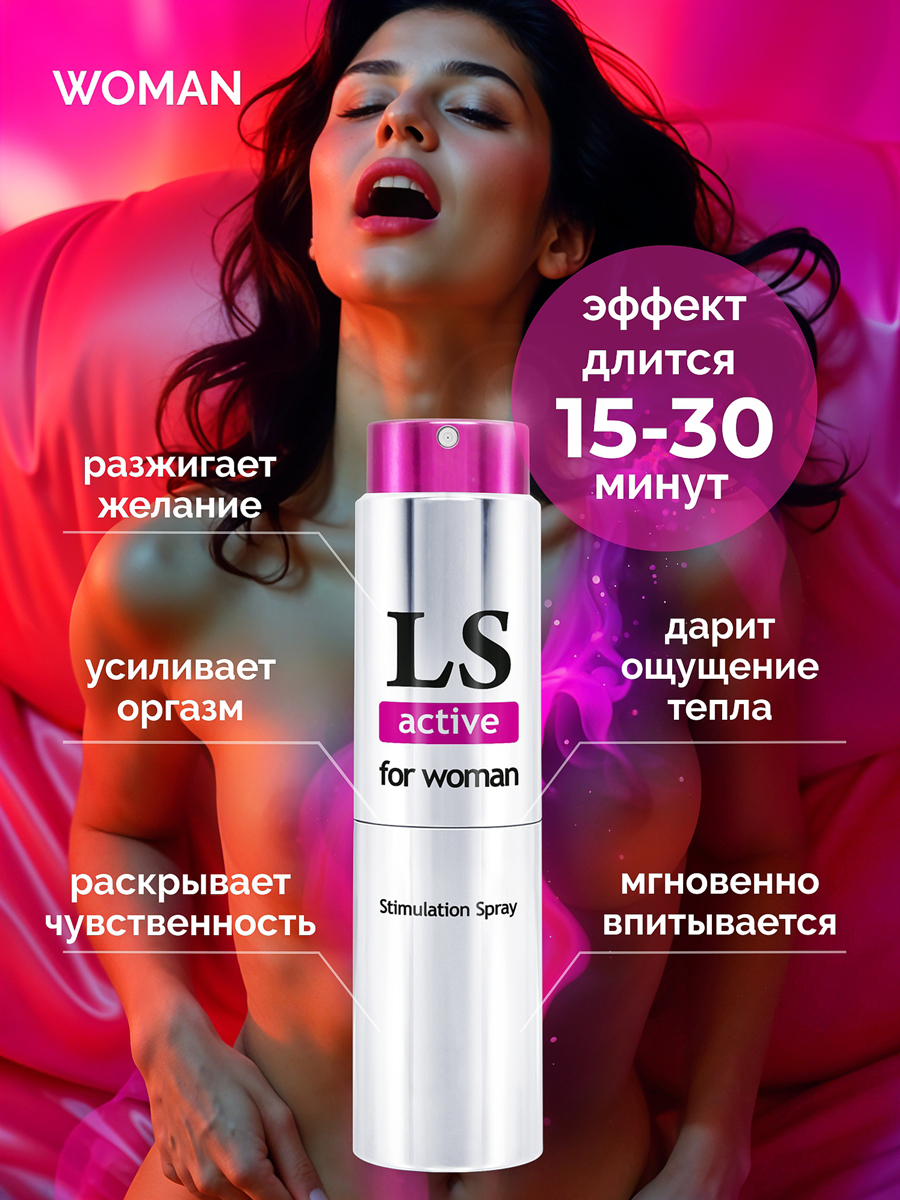 WOMAN
эффект
длится
15-30
минут
разжигает
желание
усиливает
оргазм
раскрывает
чувственность
LS
active
for woman
Stimulation Spray
дарит
ощущение
тепла
мгновенно
впитывается